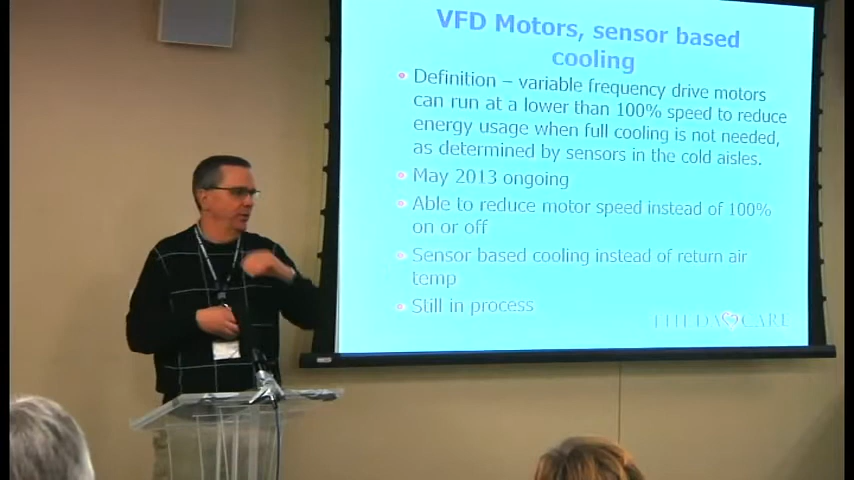 VFD Motors, sensor based
cooling
Definition – variable frequency drive motors
can run at a lower than 100% speed to reduce
energy usage when full cooling is not needed,
as determined by sensors in the cold aisles.
May 2013 ongoing
Able to reduce motor speed instead of 100%
on or off
Sensor based cooling instead of return air
temp
Still in process
THEDA CARE